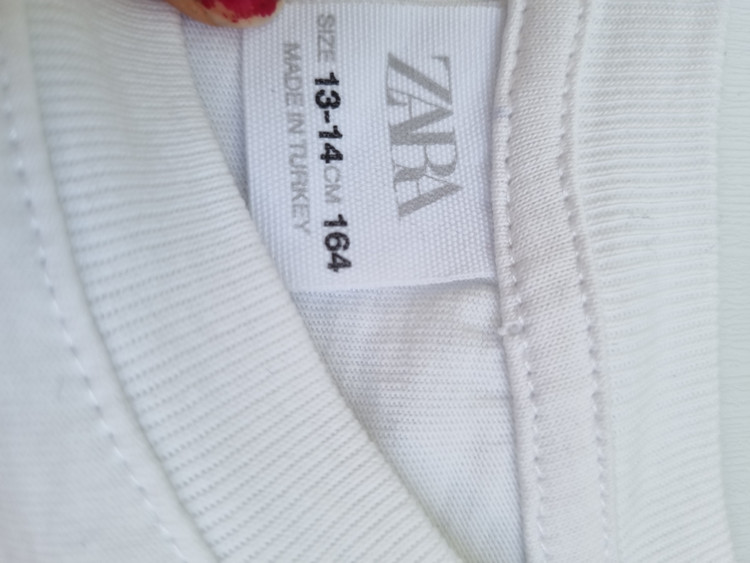 ZARA
SIZE 13-14 CM 164
MADE IN TURKEY